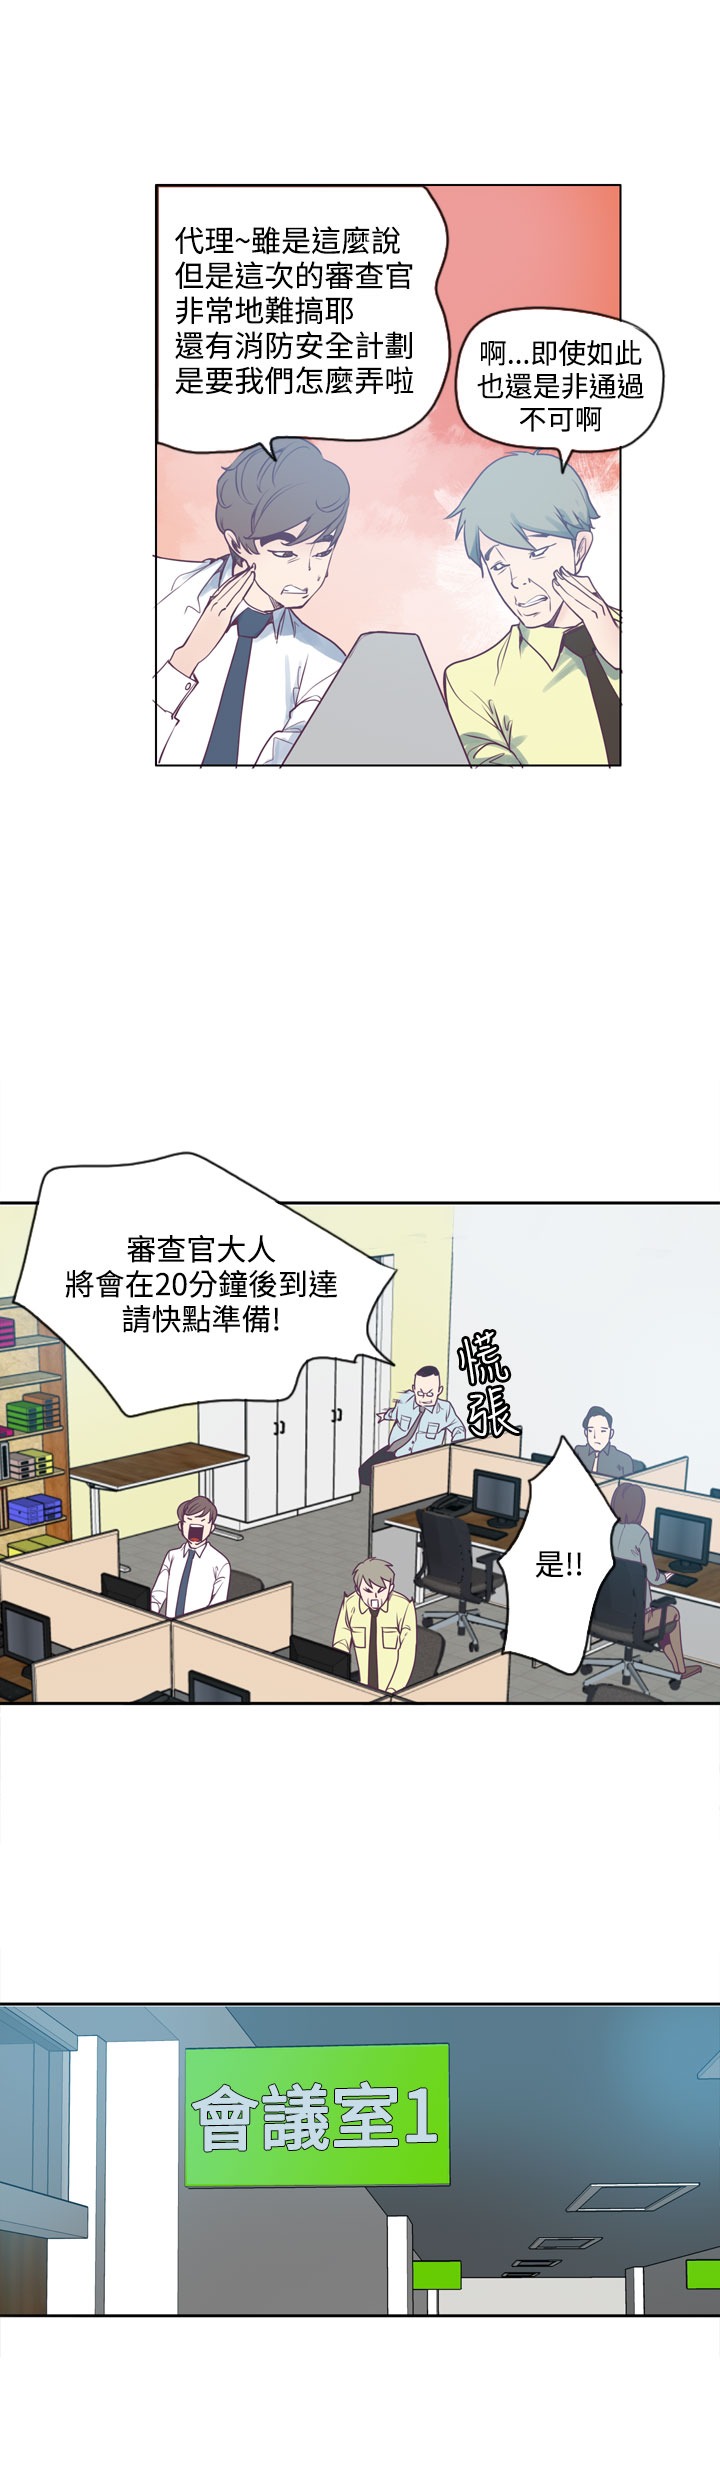 代理~雖是這麼說
但是這次的審查官
非常地難搞耶
還有消防安全計劃
是要我們怎麼弄啦
啊...即使如此
也還是非通過
不可啊
審查官大人
將會在20分鐘後到達
請快點準備!
慌張
是!!
會議室1